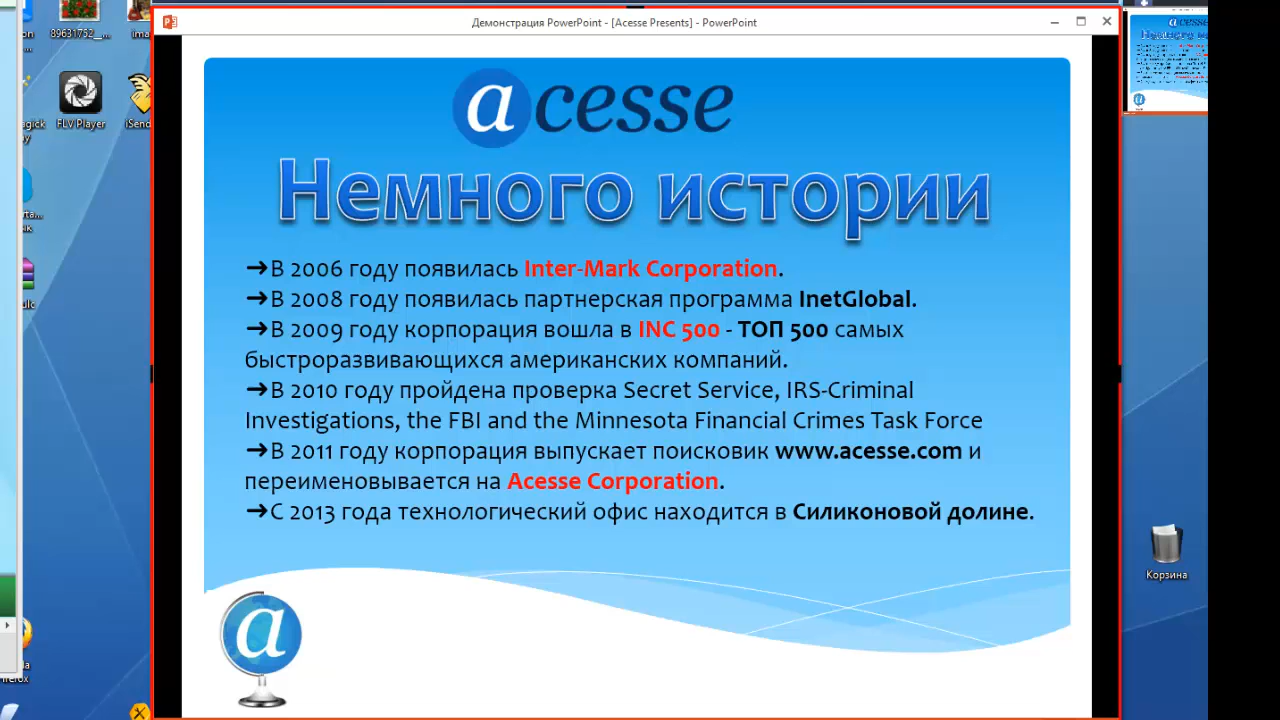 Демонстрация PowerPoint - [Acesse Presents] - PowerPoint
89631752_...
ima
FLV Player
iSend
acesse
Немного истории
➜В 2006 году появилась Inter-Mark Corporation.
➜В 2008 году появилась партнерская программа InetGlobal.
➜В 2009 году корпорация вошла в INC 500 - ТОП 500 самых
быстроразвивающихся американских компаний.
➜В 2010 году пройдена проверка Secret Service, IRS-Criminal
Investigations, the FBI and the Minnesota Financial Crimes Task Force
➜В 2011 году корпорация выпускает поисковик www.acesse.com и
переименовывается на Acesse Corporation.
➜С 2013 года технологический офис находится в Силиконовой долине.
a
Корзина